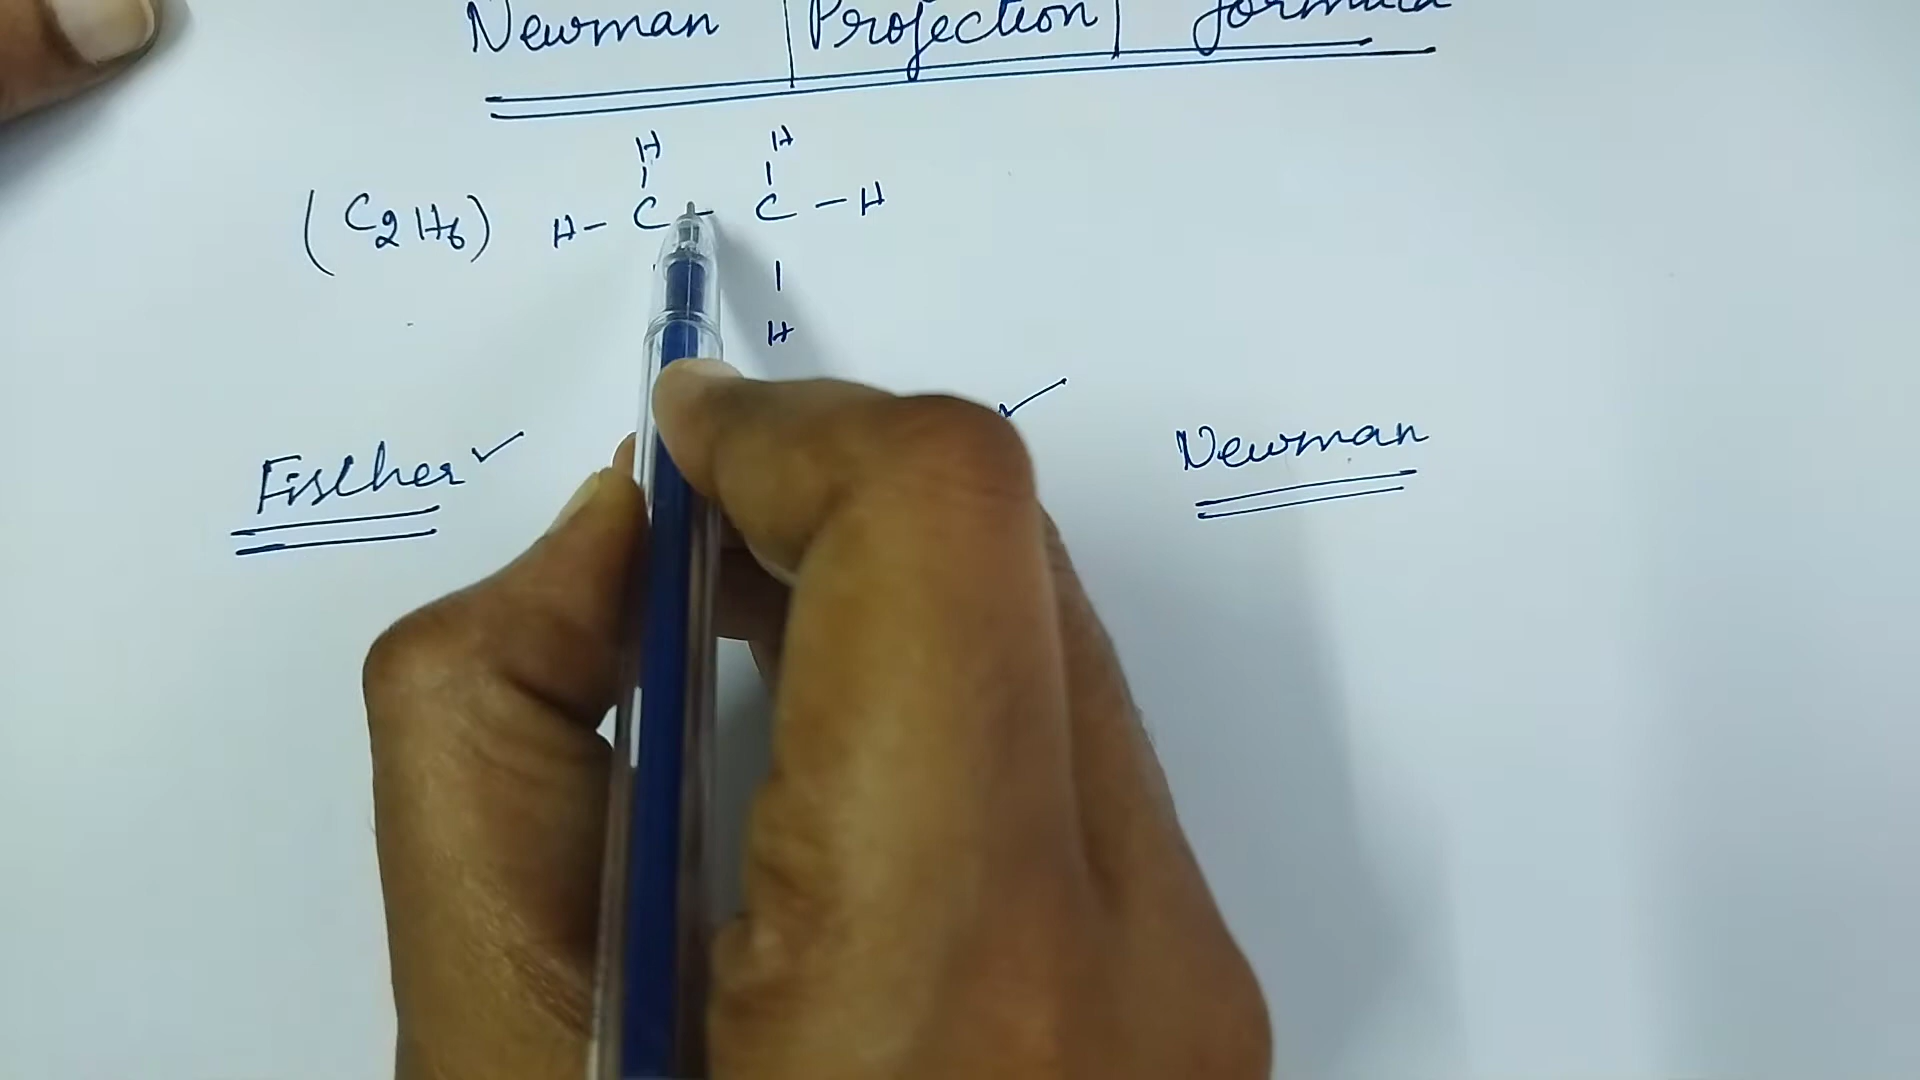 Newman Projection formula
H H
(C2H6) H - C - C - H
H
Fischer ✓ ✓ Newman